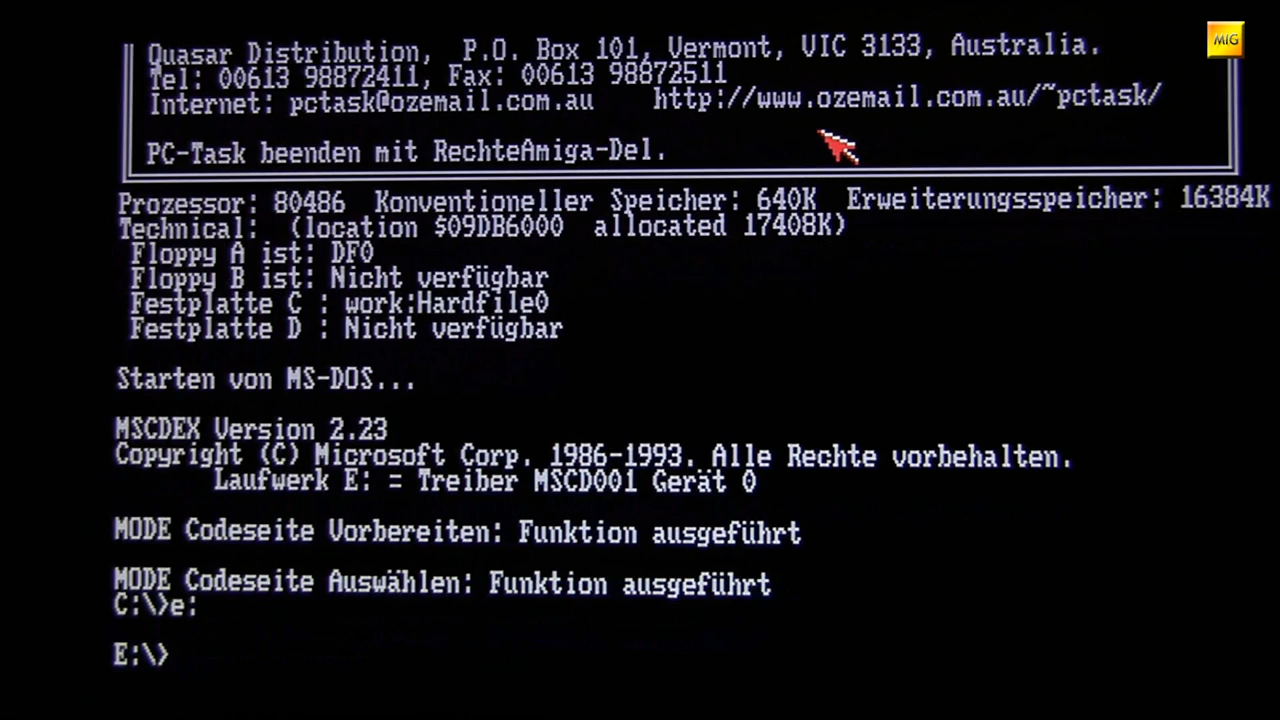 MIG
Quasar Distribution, P.O. Box 101, Vermont, VIC 3133, Australia.
Tel: 00613 98872411, Fax: 00613 98872511
Internet: pctask@ozemail.com.au http://www.ozemail.com.au/~pctask/
PC-Task beenden mit RechteAmiga-Del.
Prozessor: 80486 Konventioneller Speicher: 640K Erweiterungsspeicher: 16384K
Technical: (location $09DB6000 allocated 17408K)
Floppy A ist: DF0
Floppy B ist: Nicht verfügbar
Festplatte C : work:Hardfile0
Festplatte D : Nicht verfügbar
Starten von MS-DOS...
MSCDEX Version 2.23
Copyright (C) Microsoft Corp. 1986-1993. Alle Rechte vorbehalten.
Laufwerk E: = Treiber MSCD001 Gerät 0
MODE Codeseite Vorbereiten: Funktion ausgeführt
MODE Codeseite Auswählen: Funktion ausgeführt
C:\>e:
E:\>